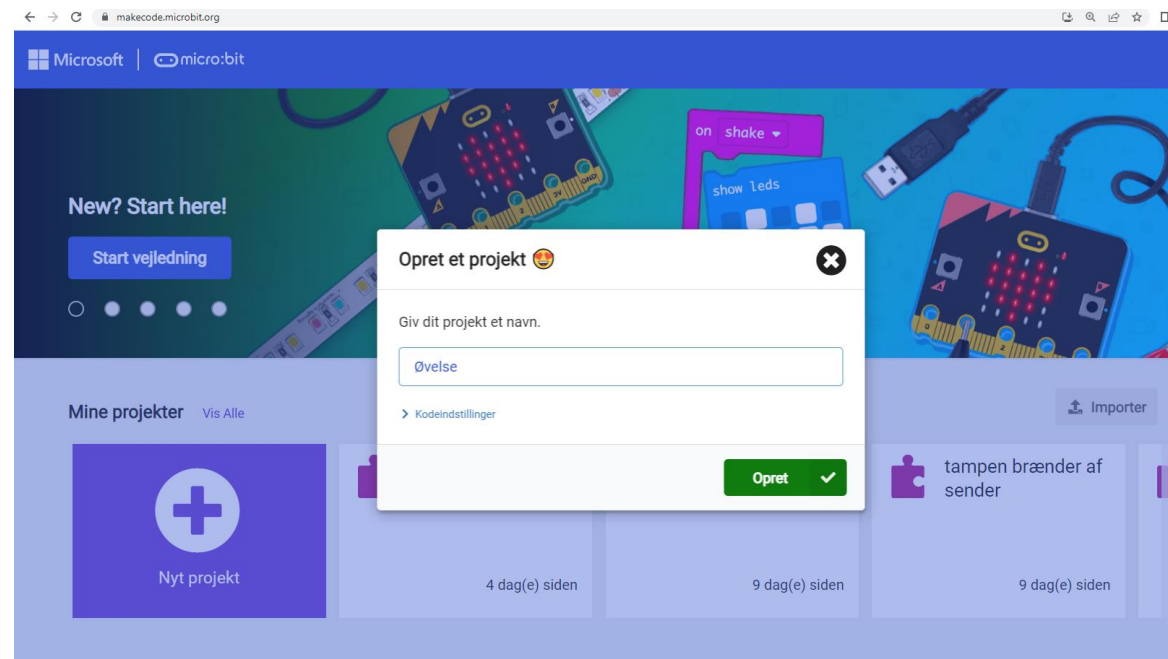 makecode.microbit.org
Microsoft micro:bit
on shake
show leds
New? Start here!
Start vejledning
Opret et projekt 😍
Giv dit projekt et navn.
Øvelse
Kodeindstillinger
Opret
Mine projekter Vis Alle
Importer
Nyt projekt
4 dag(e) siden
9 dag(e) siden
tampen brænder af
sender
9 dag(e) siden